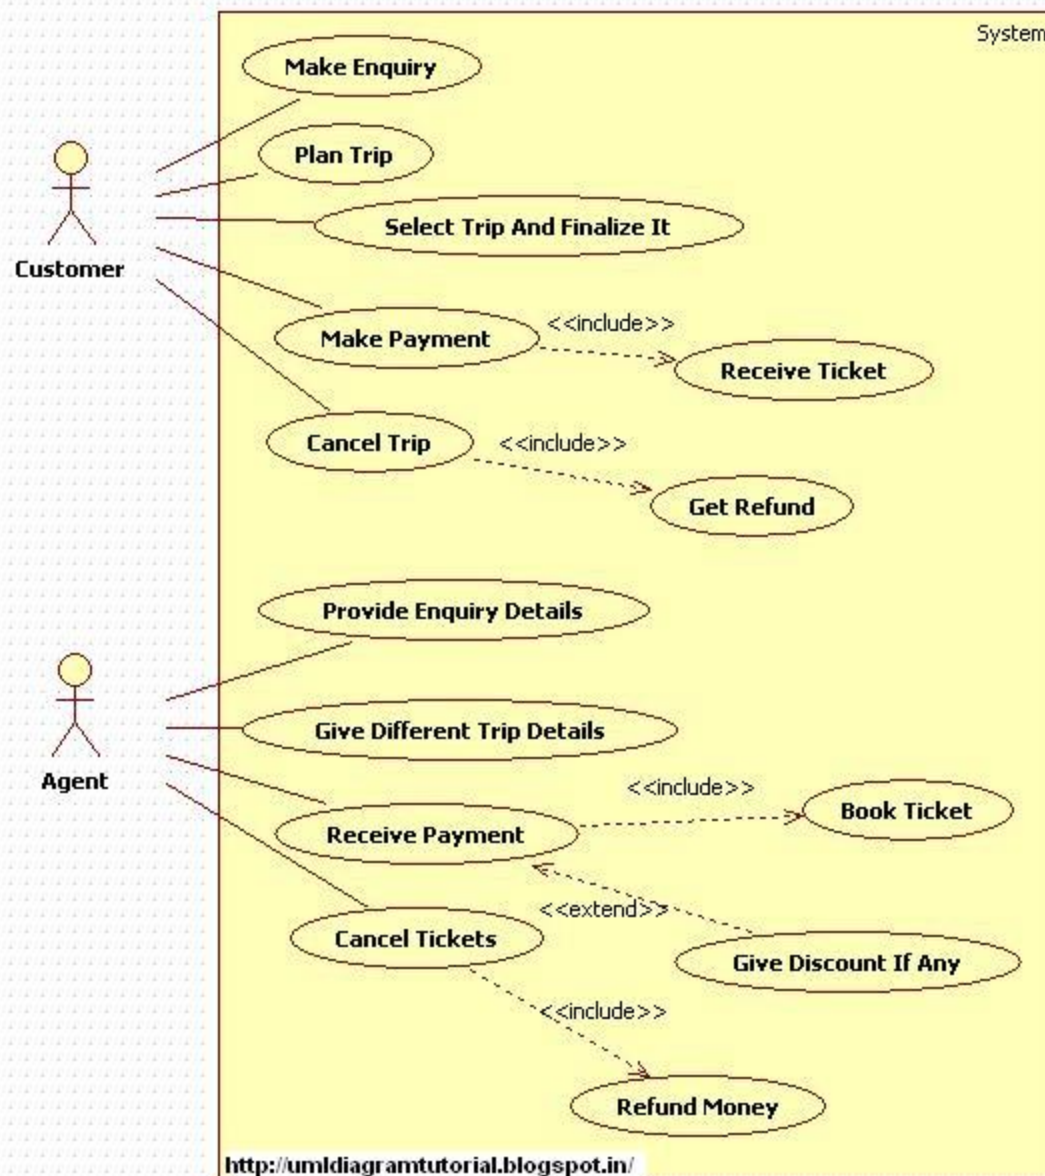 System
Make Enquiry
Plan Trip
Select Trip And Finalize It
Customer
Make Payment
<<include>>
Receive Ticket
Cancel Trip
<<include>>
Get Refund
Provide Enquiry Details
Give Different Trip Details
Agent
<<include>>
Book Ticket
Receive Payment
<<extend>>
Cancel Tickets
Give Discount If Any
<<include>>
Refund Money
http://umldiagramtutorial.blogspot.in/